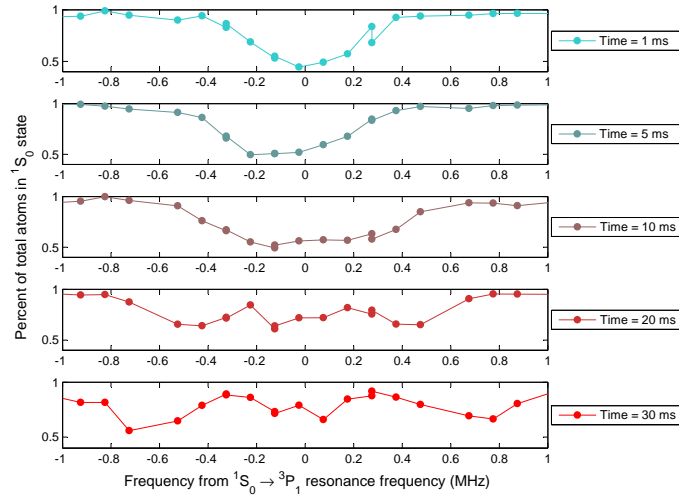 1
0.5
-1 -0.8 -0.6 -0.4 -0.2 0 0.2 0.4 0.6 0.8 1
Time = 1 ms
1
0.5
-1 -0.8 -0.6 -0.4 -0.2 0 0.2 0.4 0.6 0.8 1
Time = 5 ms
Percent of total atoms in ¹S₀ state
1
0.5
-1 -0.8 -0.6 -0.4 -0.2 0 0.2 0.4 0.6 0.8 1
Time = 10 ms
1
0.5
-1 -0.8 -0.6 -0.4 -0.2 0 0.2 0.4 0.6 0.8 1
Time = 20 ms
1
0.5
-1 -0.8 -0.6 -0.4 -0.2 0 0.2 0.4 0.6 0.8 1
Time = 30 ms
Frequency from ¹S₀ → ³P₁ resonance frequency (MHz)